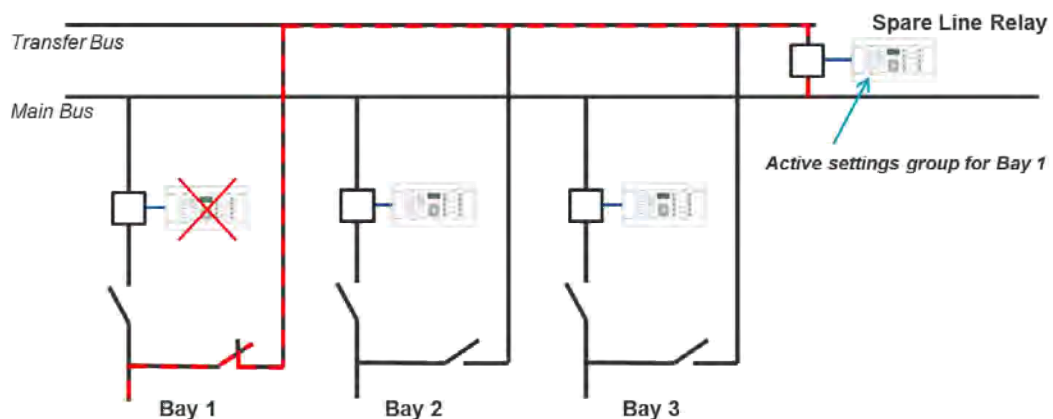 Spare Line Relay
Transfer Bus
Main Bus
Active settings group for Bay 1
Bay 1
Bay 2
Bay 3